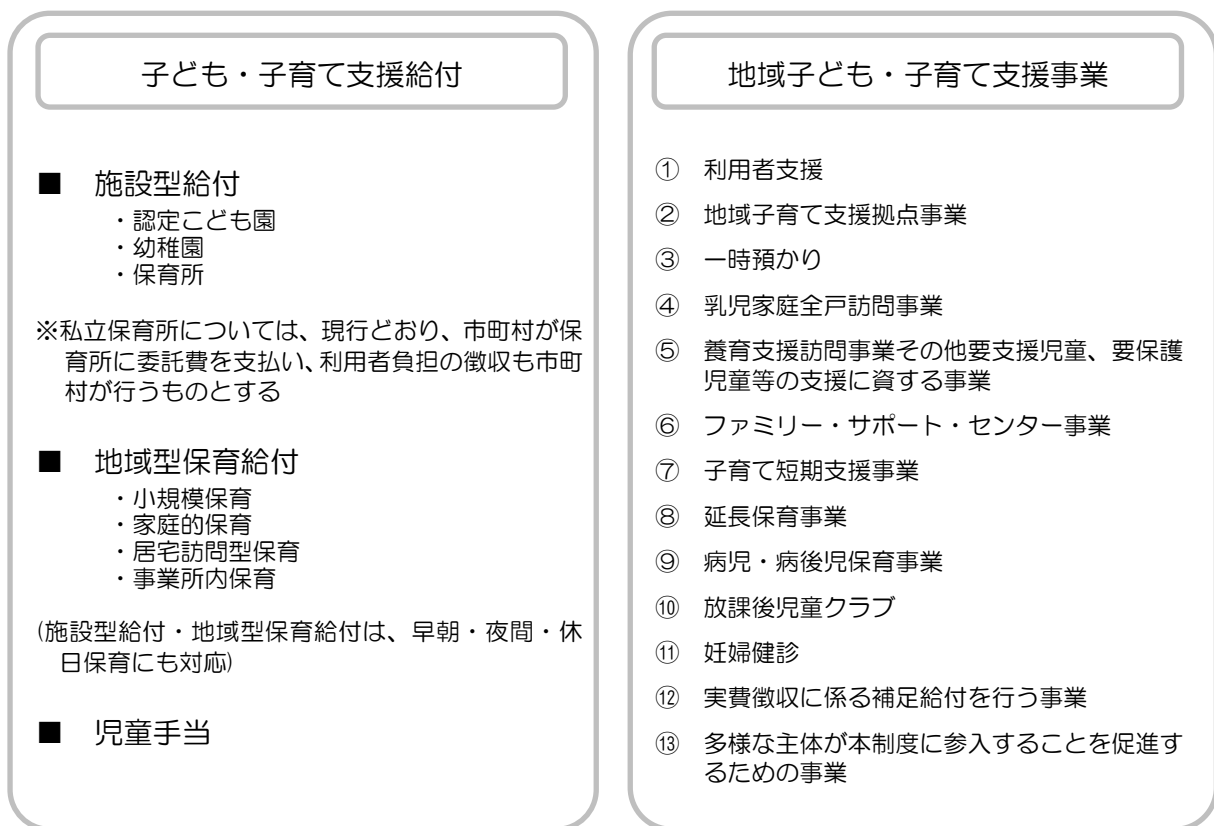 子ども・子育て支援給付
■ 施設型給付
・認定こども園
・幼稚園
・保育所
※私立保育所については、現行どおり、市町村が保
育所に委託費を支払い、利用者負担の徴収も市町
村が行うものとする
■ 地域型保育給付
・小規模保育
・家庭的保育
・居宅訪問型保育
・事業所内保育
(施設型給付・地域型保育給付は、早朝・夜間・休
日保育にも対応)
■ 児童手当
地域子ども・子育て支援事業
① 利用者支援
② 地域子育て支援拠点事業
③ 一時預かり
④ 乳児家庭全戸訪問事業
⑤ 養育支援訪問事業その他要支援児童、要保護
児童等の支援に資する事業
⑥ ファミリー・サポート・センター事業
⑦ 子育て短期支援事業
⑧ 延長保育事業
⑨ 病児・病後児保育事業
⑩ 放課後児童クラブ
⑪ 妊婦健診
⑫ 実費徴収に係る補足給付を行う事業
⑬ 多様な主体が本制度に参入することを促進す
るための事業